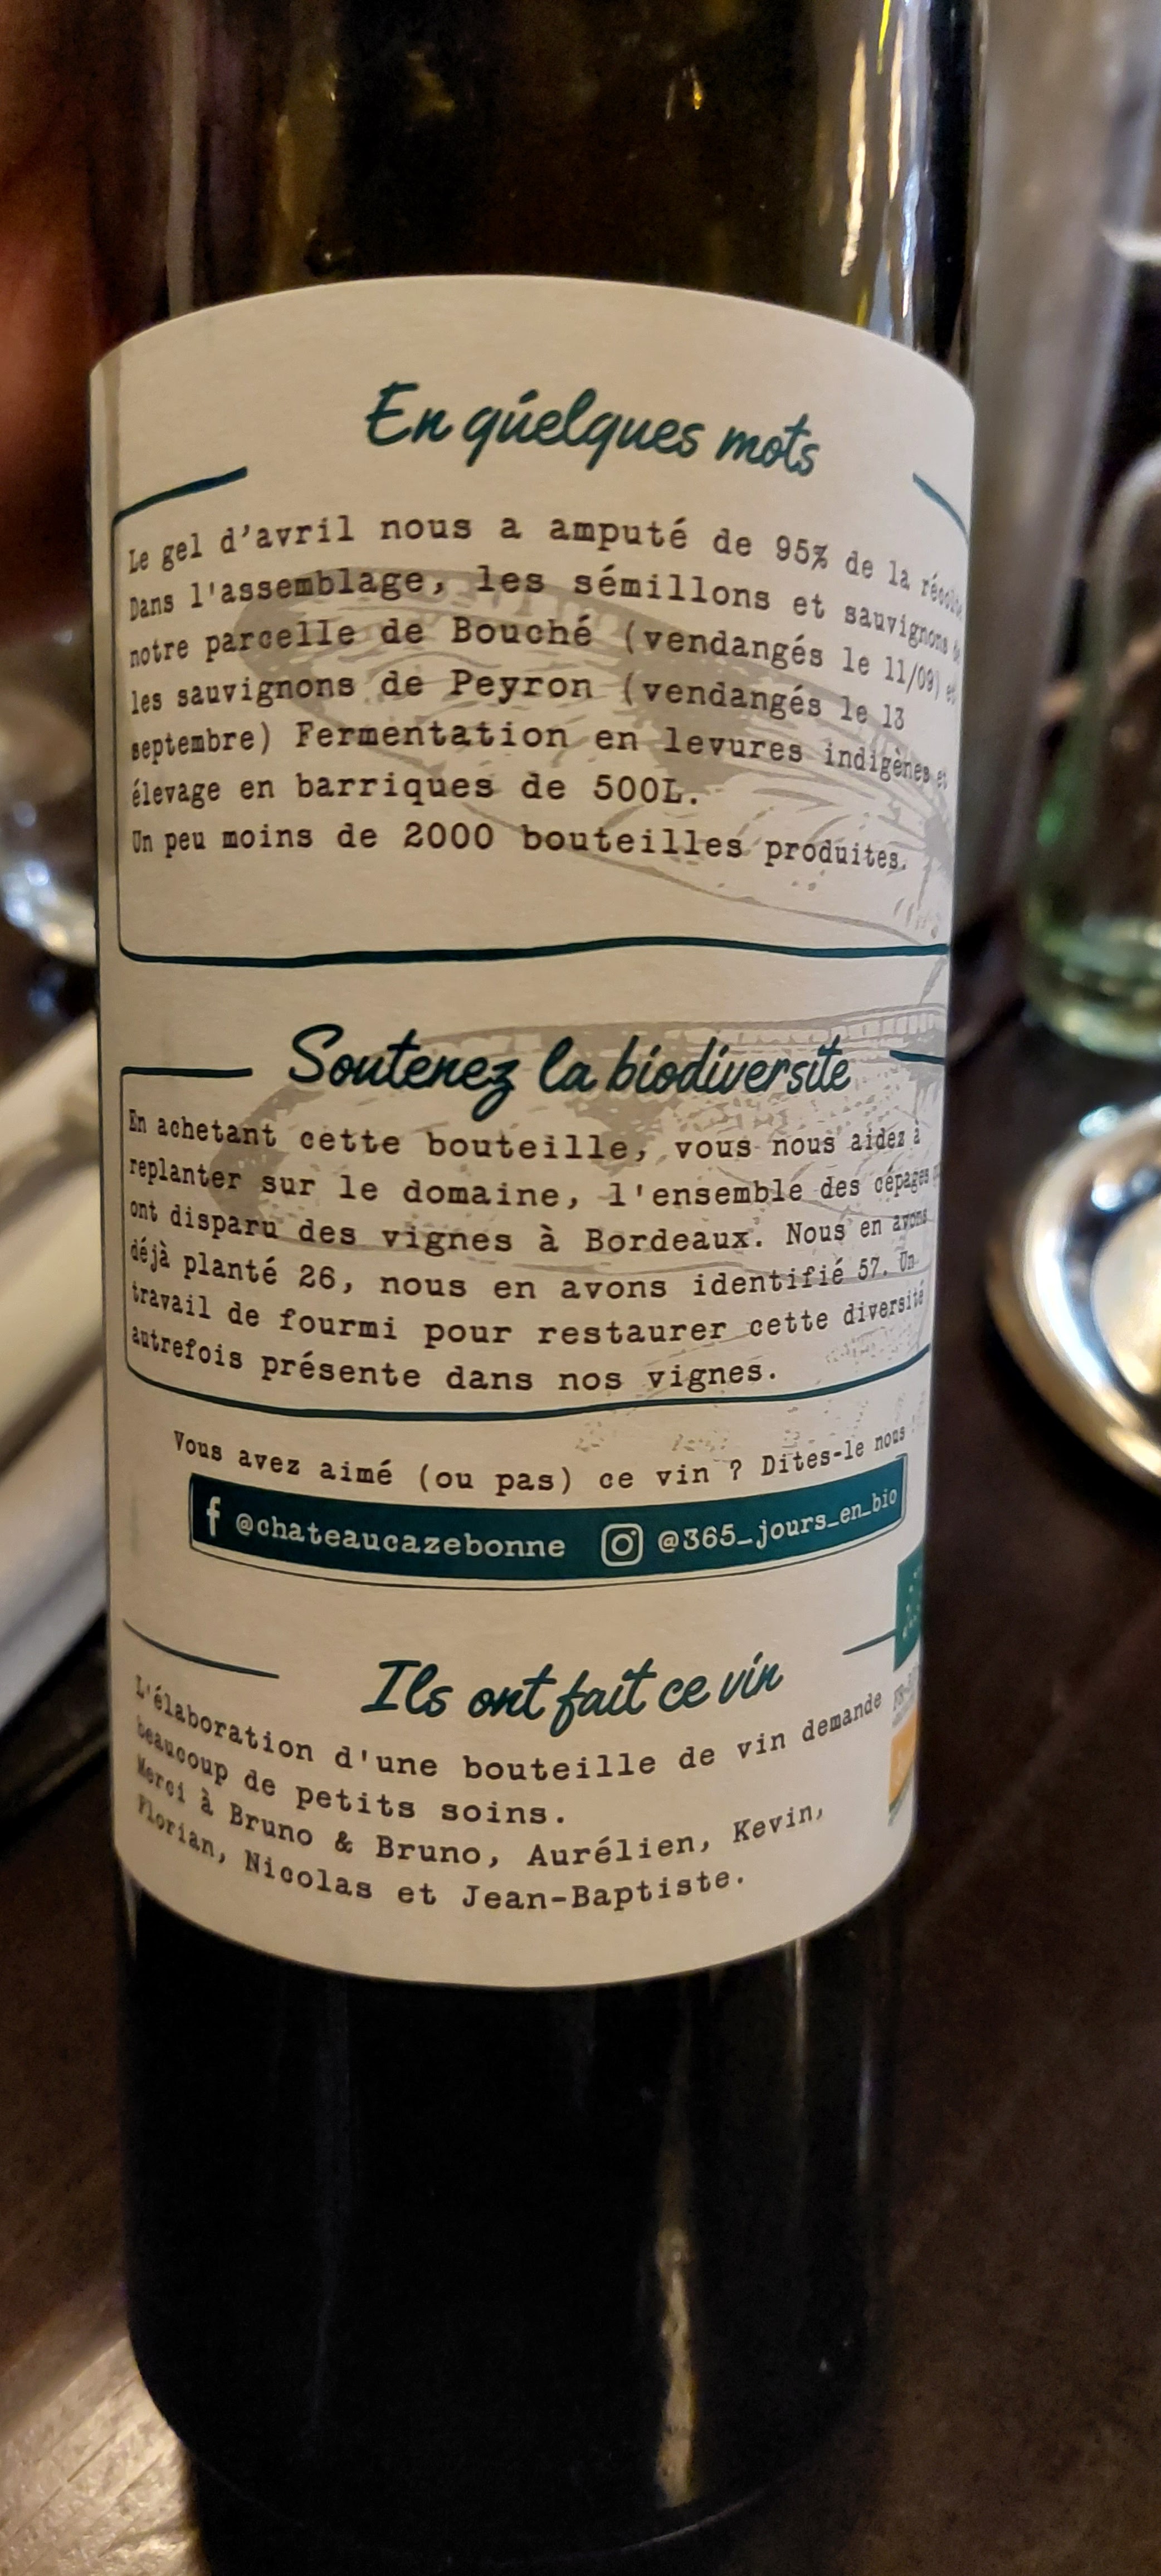 En quelques mots
Le gel d'avril nous a amputé de 95% de la récolte
Dans l'assemblage, les sémillons et sauvignons de
notre parcelle de Bouché (vendangés le 11/09) et
les sauvignons de Peyron (vendangés le 13
septembre) Fermentation en levures indigènes et
élevage en barriques de 500L.
Un peu moins de 2000 bouteilles produites.
Soutenez la biodiversite
En achetant cette bouteille, vous nous aidez à
replanter sur le domaine, l'ensemble des cépages
ont disparu des vignes à Bordeaux. Nous en avons
déjà planté 26, nous en avons identifié 57. Un
travail de fourmi pour restaurer cette diversité
autrefois présente dans nos vignes.
Vous avez aimé (ou pas) ce vin ? Dites-le nous
f @chateaucazebonne @365_jours_en_bio
Ils ont fait ce vin
L'élaboration d'une bouteille de vin demande
beaucoup de petits soins.
Merci à Bruno & Bruno, Aurélien, Kevin,
Florian, Nicolas et Jean-Baptiste.